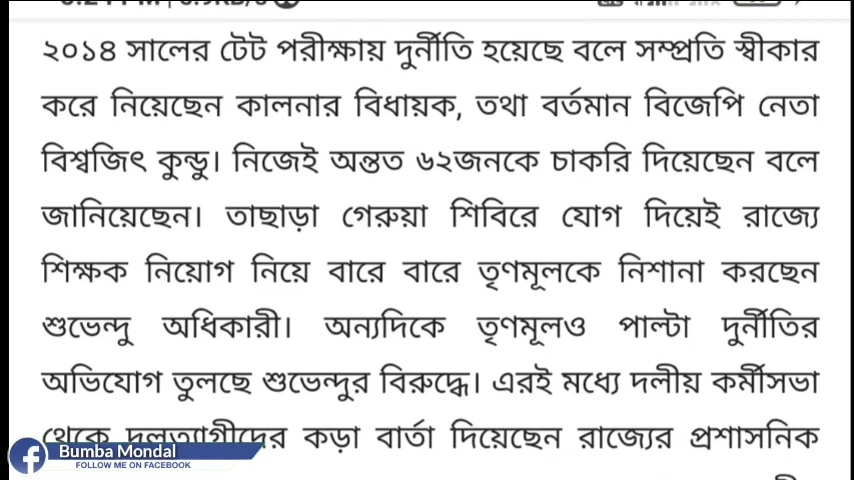 ২০১৪ সালের টেট পরীক্ষায় দুর্নীতি হয়েছে বলে সম্প্রতি স্বীকার
করে নিয়েছেন কালনার বিধায়ক, তথা বর্তমান বিজেপি নেতা
বিশ্বজিৎ কুন্ডু। নিজেই অন্তত ৬২জনকে চাকরি দিয়েছেন বলে
জানিয়েছেন। তাছাড়া গেরুয়া শিবিরে যোগ দিয়েই রাজ্যে
শিক্ষক নিয়োগ নিয়ে বারে বারে তৃণমূলকে নিশানা করছেন
শুভেন্দু অধিকারী। অন্যদিকে তৃণমূলও পাল্টা দুর্নীতির
অভিযোগ তুলছে শুভেন্দুর বিরুদ্ধে। এরই মধ্যে দলীয় কর্মীসভা
থেকে দলত্যাগীদের কড়া বার্তা দিয়েছেন রাজ্যের প্রশাসনিক
Bumba Mondal
FOLLOW ME ON FACEBOOK